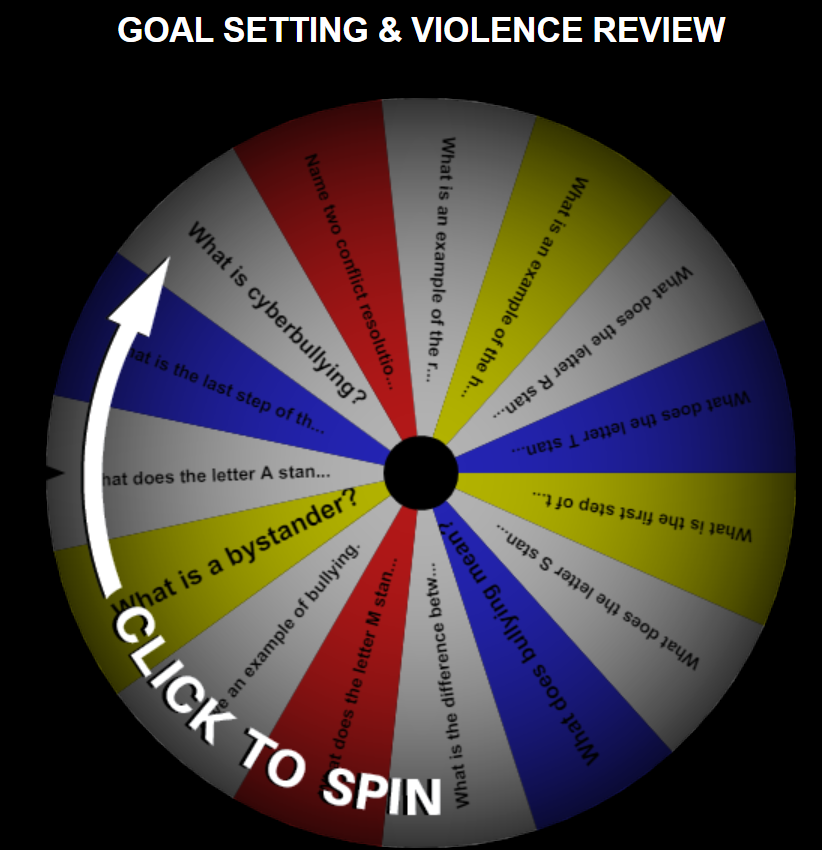 GOAL SETTING & VIOLENCE REVIEW
What is an example of the r...
What is an example of the h...
What does the letter R stan...
What does the letter T stan...
What is the first step of t...
What does the letter S stan...
What does bullying mean?
What is the difference betw...
does the letter M stan...
an example of bullying.
What is a bystander?
does the letter A stan...
is the last step of th...
What is cyberbullying?
Name two conflict resolutio...
CLICK TO SPIN